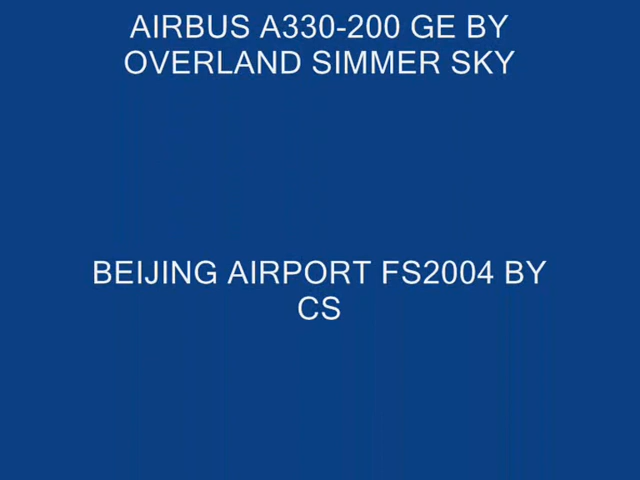 AIRBUS A330-200 GE BY
OVERLAND SIMMER SKY
BEIJING AIRPORT FS2004 BY
CS